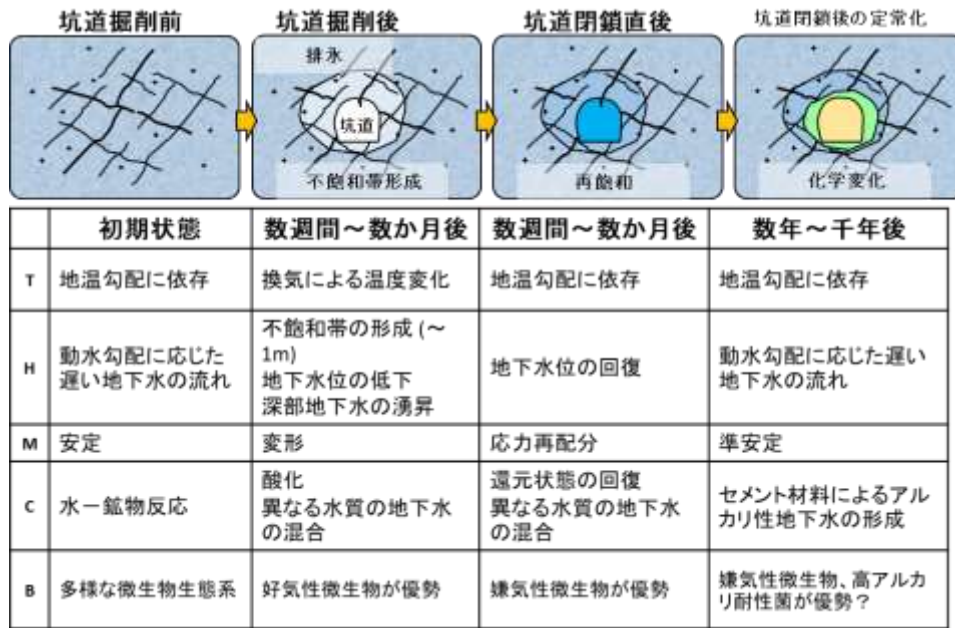 坑道掘削前
坑道掘削後
坑道閉鎖直後
坑道閉鎖後の定常化
排水
坑道
不飽和帯形成
再飽和
化学変化
初期状態
数週間～数か月後
数週間～数か月後
数年～千年後
T
地温勾配に依存
換気による温度変化
地温勾配に依存
地温勾配に依存
H
動水勾配に応じた
遅い地下水の流れ
不飽和帯の形成 (～
1m)
地下水位の低下
深部地下水の湧昇
地下水位の回復
動水勾配に応じた遅い
地下水の流れ
M
安定
変形
応力再配分
準安定
C
水－鉱物反応
酸化
異なる水質の地下水
の混合
還元状態の回復
異なる水質の地下水
の混合
セメント材料によるアル
カリ性地下水の形成
B
多様な微生物生態系
好気性微生物が優勢
嫌気性微生物が優勢
嫌気性微生物、高アルカ
リ耐性菌が優勢？